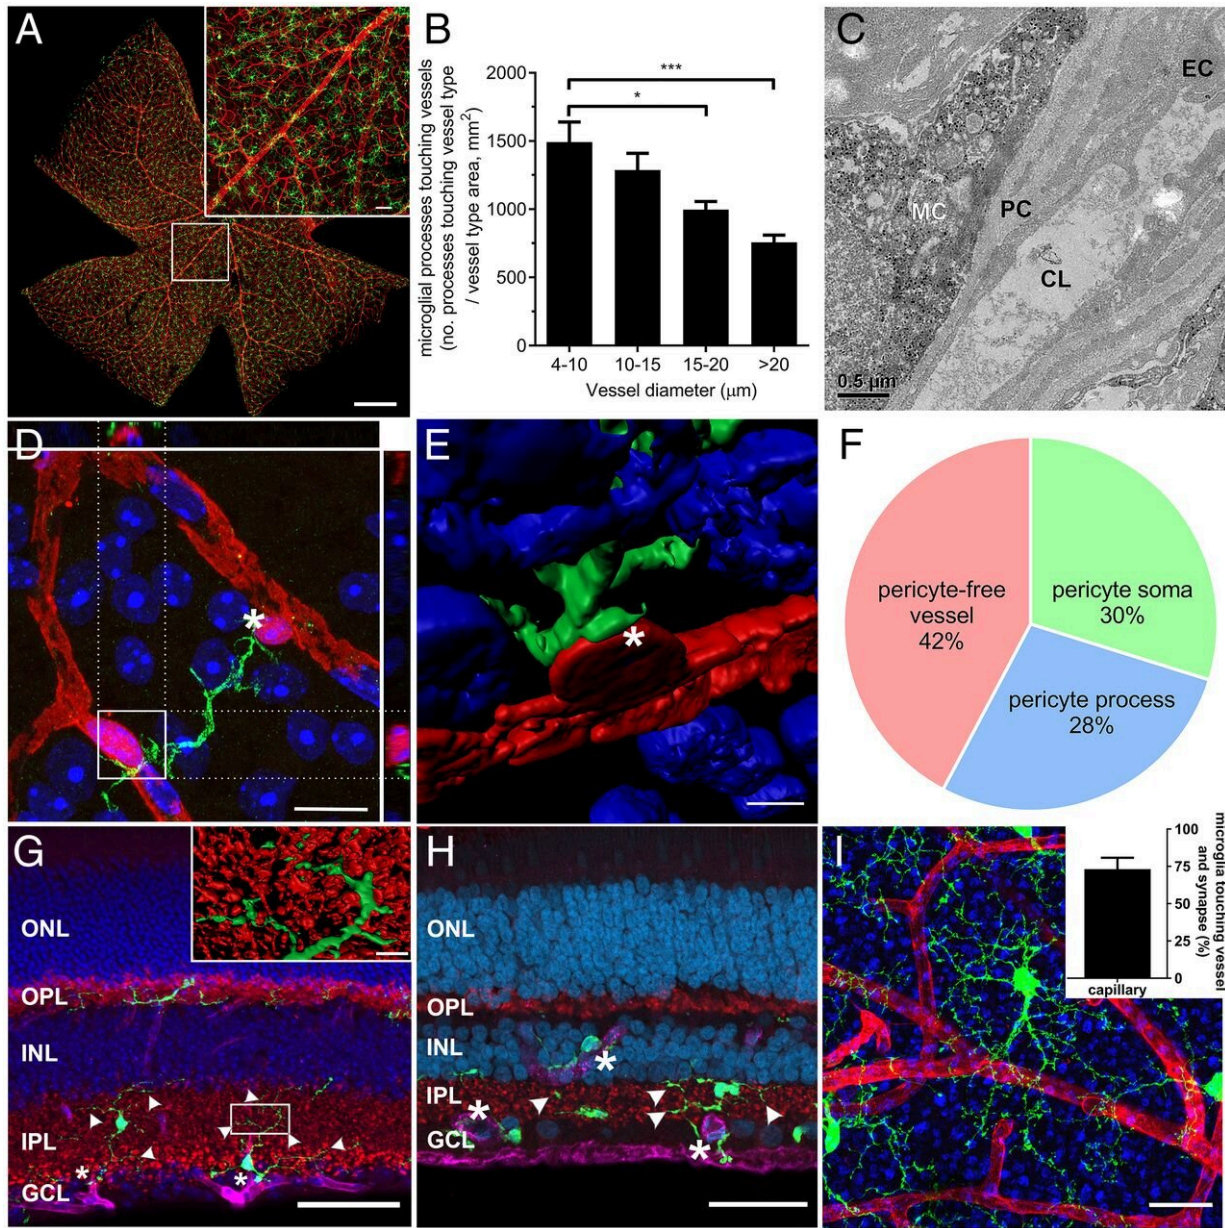 A
B
microglial processes touching vessels
(no. processes touching vessel type
/ vessel type area, mm²)
2000
1500
1000
500
0
***
*
4-10
10-15
15-20
>20
Vessel diameter (μm)
C
EC
MC
PC
CL
0.5 μm
D
*
E
*
F
pericyte-free
vessel
42%
pericyte soma
30%
pericyte process
28%
G
ONL
OPL
INL
IPL
GCL
*
*
H
ONL
OPL
INL
IPL
GCL
*
*
*
I
100
75
50
25
0
capillary
microglia touching vessel
and synapse (%)